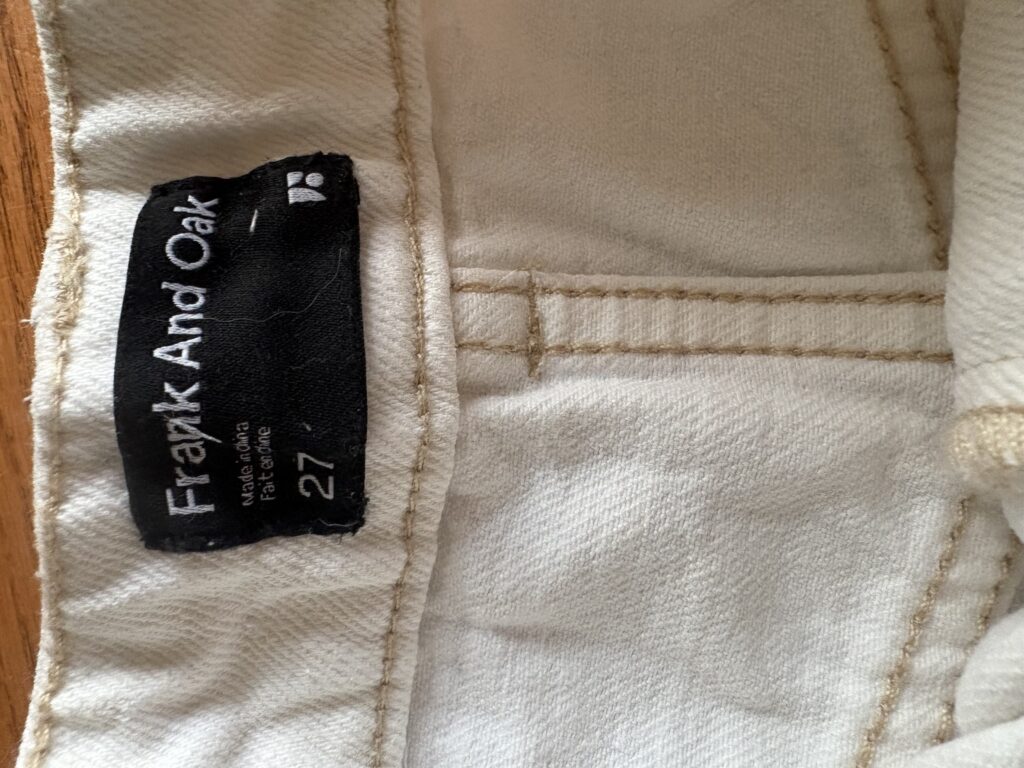 Frank And Oak
Made in China
Fait en Chine
27